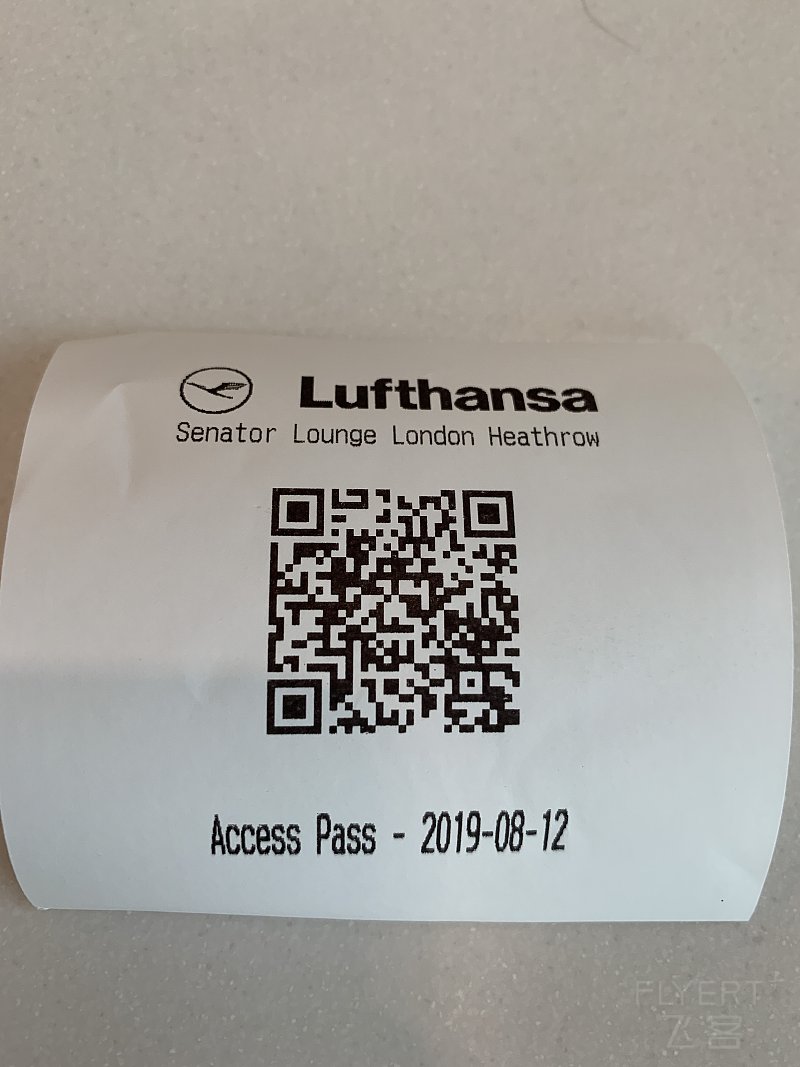 Lufthansa
Senator Lounge London Heathrow
Access Pass - 2019-08-12
FLYERT
飞客